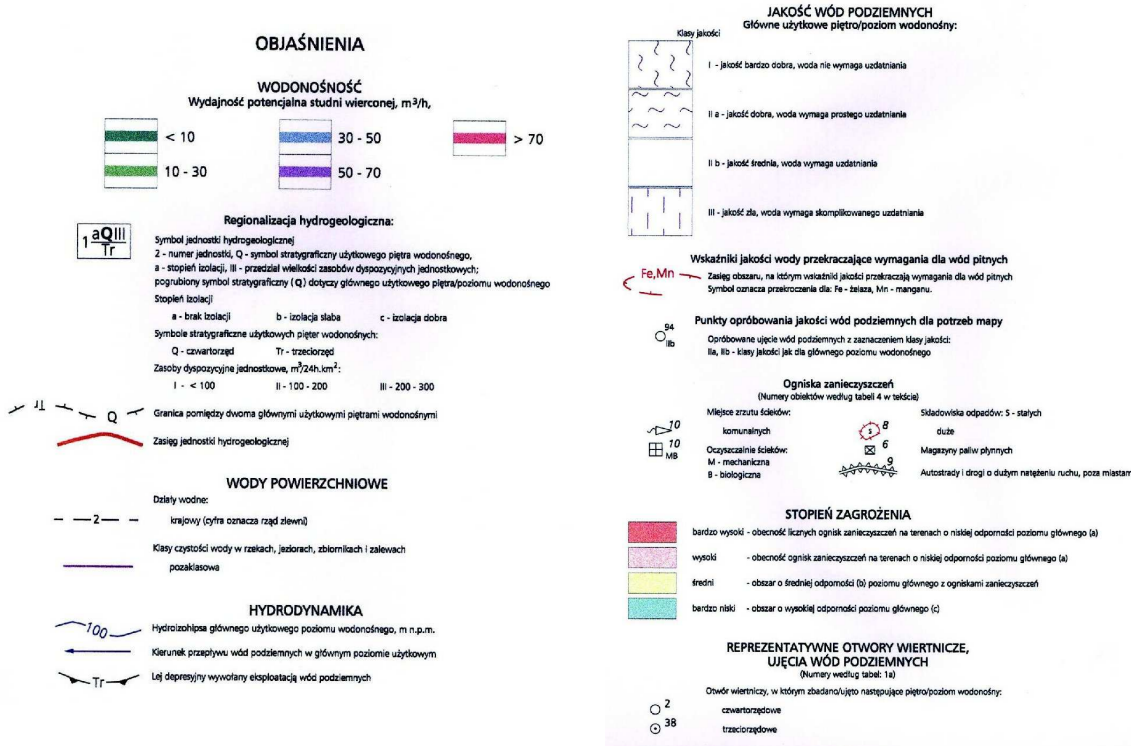 OBJAŚNIENIA
WODONOŚNOŚĆ
Wydajność potencjalna studni wierconej, m³/h,
< 10
30 - 50
> 70
10 - 30
50 - 70
Regionalizacja hydrogeologiczna:
1 aQIII
Tr
Symbol jednostki hydrogeologicznej
2 - numer jednostki, Q - symbol stratygraficzny użytkowego piętra wodonośnego,
a - stopień izolacji, III - przedział wielkości zasobów dyspozycyjnych jednostkowych;
pogrubiony symbol stratygraficzny (Q) dotyczy głównego użytkowego piętra/poziomu wodonośnego
Stopień izolacji
a - brak izolacji b - izolacja słaba c - izolacja dobra
Symbole stratygraficzne użytkowych pięter wodonośnych:
Q - czwartorzęd Tr - trzeciorzęd
Zasoby dyspozycyjne jednostkowe, m³/24h.km²:
I - < 100 II - 100 - 200 III - 200 - 300
Tr Q Granica pomiędzy dwoma głównymi użytkowymi piętrami wodonośnymi
Zasięg jednostki hydrogeologicznej
WODY POWIERZCHNIOWE
Działy wodne:
2 krajowy (cyfra oznacza rząd zlewni)
Klasy czystości wody w rzekach, jeziorach, zbiornikach i zalewach
pozaklasowa
HYDRODYNAMIKA
100 Hydroizohipsa głównego użytkowego poziomu wodonośnego, m n.p.m.
Kierunek przepływu wód podziemnych w głównym poziomie użytkowym
Tr Lej depresyjny wywołany eksploatacją wód podziemnych
JAKOŚĆ WÓD PODZIEMNYCH
Główne użytkowe piętro/poziom wodonośny:
Klasy jakości
I - jakość bardzo dobra, woda nie wymaga uzdatniania
II a - jakość dobra, woda wymaga prostego uzdatniania
II b - jakość średnia, woda wymaga uzdatniania
III - jakość zła, woda wymaga skomplikowanego uzdatniania
Wskaźniki jakości wody przekraczające wymagania dla wód pitnych
Fe,Mn Zasięg obszaru, na którym wskaźniki jakości przekraczają wymagania dla wód pitnych
Symbol oznacza przekroczenia dla: Fe - żelaza, Mn - manganu.
Punkty opróbowania jakości wód podziemnych dla potrzeb mapy
94
IIb
Opróbowane ujęcie wód podziemnych z zaznaczeniem klasy jakości:
IIa, IIb - klasy jakości jak dla głównego poziomu wodonośnego
Ogniska zanieczyszczeń
(Numery obiektów według tabeli 4 w tekście)
Miejsce zrzutu ścieków:
10 komunalnych
10 MB Oczyszczalnie ścieków:
M - mechaniczna
B - biologiczna
Składowiska odpadów: S - stałych
S 8 duże
6 Magazyny paliw płynnych
9 Autostrady i drogi o dużym natężeniu ruchu, poza miastam
STOPIEŃ ZAGROŻENIA
bardzo wysoki - obecność licznych ognisk zanieczyszczeń na terenach o niskiej odporności poziomu głównego (a)
wysoki - obecność ognisk zanieczyszczeń na terenach o niskiej odporności poziomu głównego (a)
średni - obszar o średniej odporności (b) poziomu głównego z ogniskami zanieczyszczeń
bardzo niski - obszar o wysokiej odporności poziomu głównego (c)
REPREZENTATYWNE OTWORY WIERTNICZE,
UJĘCIA WÓD PODZIEMNYCH
(Numery według tabel: 1a)
Otwór wiertniczy, w którym zbadano/ujęto następujące piętro/poziom wodonośny:
2 czwartorzędowe
38 trzeciorzędowe